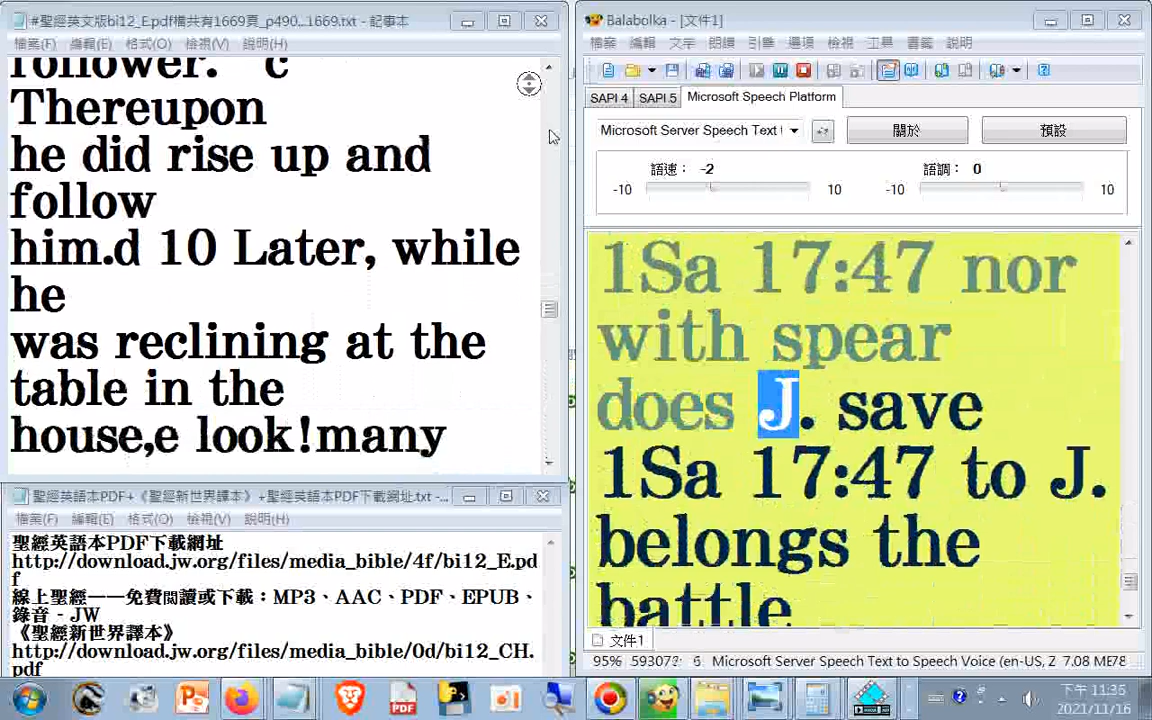 #聖經英文版bi12_E.pdf檔共有1669頁_p490...1669.txt - 記事本
檔案(F) 編輯(E) 格式(O) 檢視(V) 說明(H)
follower." c
Thereupon
he did rise up and
follow
him.d 10 Later, while
he
was reclining at the
table in the
house,e look!many
聖經英語本PDF+《聖經新世界譯本》+聖經英語本PDF下載網址.txt - ...
檔案(F) 編輯(E) 格式(O) 檢視(V) 說明(H)
聖經英語本PDF下載網址
http://download.jw.org/files/media_bible/4f/bi12_E.pd
f
線上聖經——免費閱讀或下載：MP3、AAC、PDF、EPUB、
錄音 - JW
《聖經新世界譯本》
http://download.jw.org/files/media_bible/0d/bi12_CH.
pdf
Balabolka - [文件1]
檔案 編輯 文字 朗讀 引擎 選項 檢視 工具 書籤 說明
SAPI 4 SAPI 5 Microsoft Speech Platform
Microsoft Server Speech Text 關於 預設
語速： -2 語調： 0
-10 10 -10 10
1Sa 17:47 nor
with spear
does J. save
1Sa 17:47 to J.
belongs the
battle
文件1
95% Microsoft Server Speech Text to Speech Voice (en-US, Z 7.08 ME
下午 11:35
2021/11/16